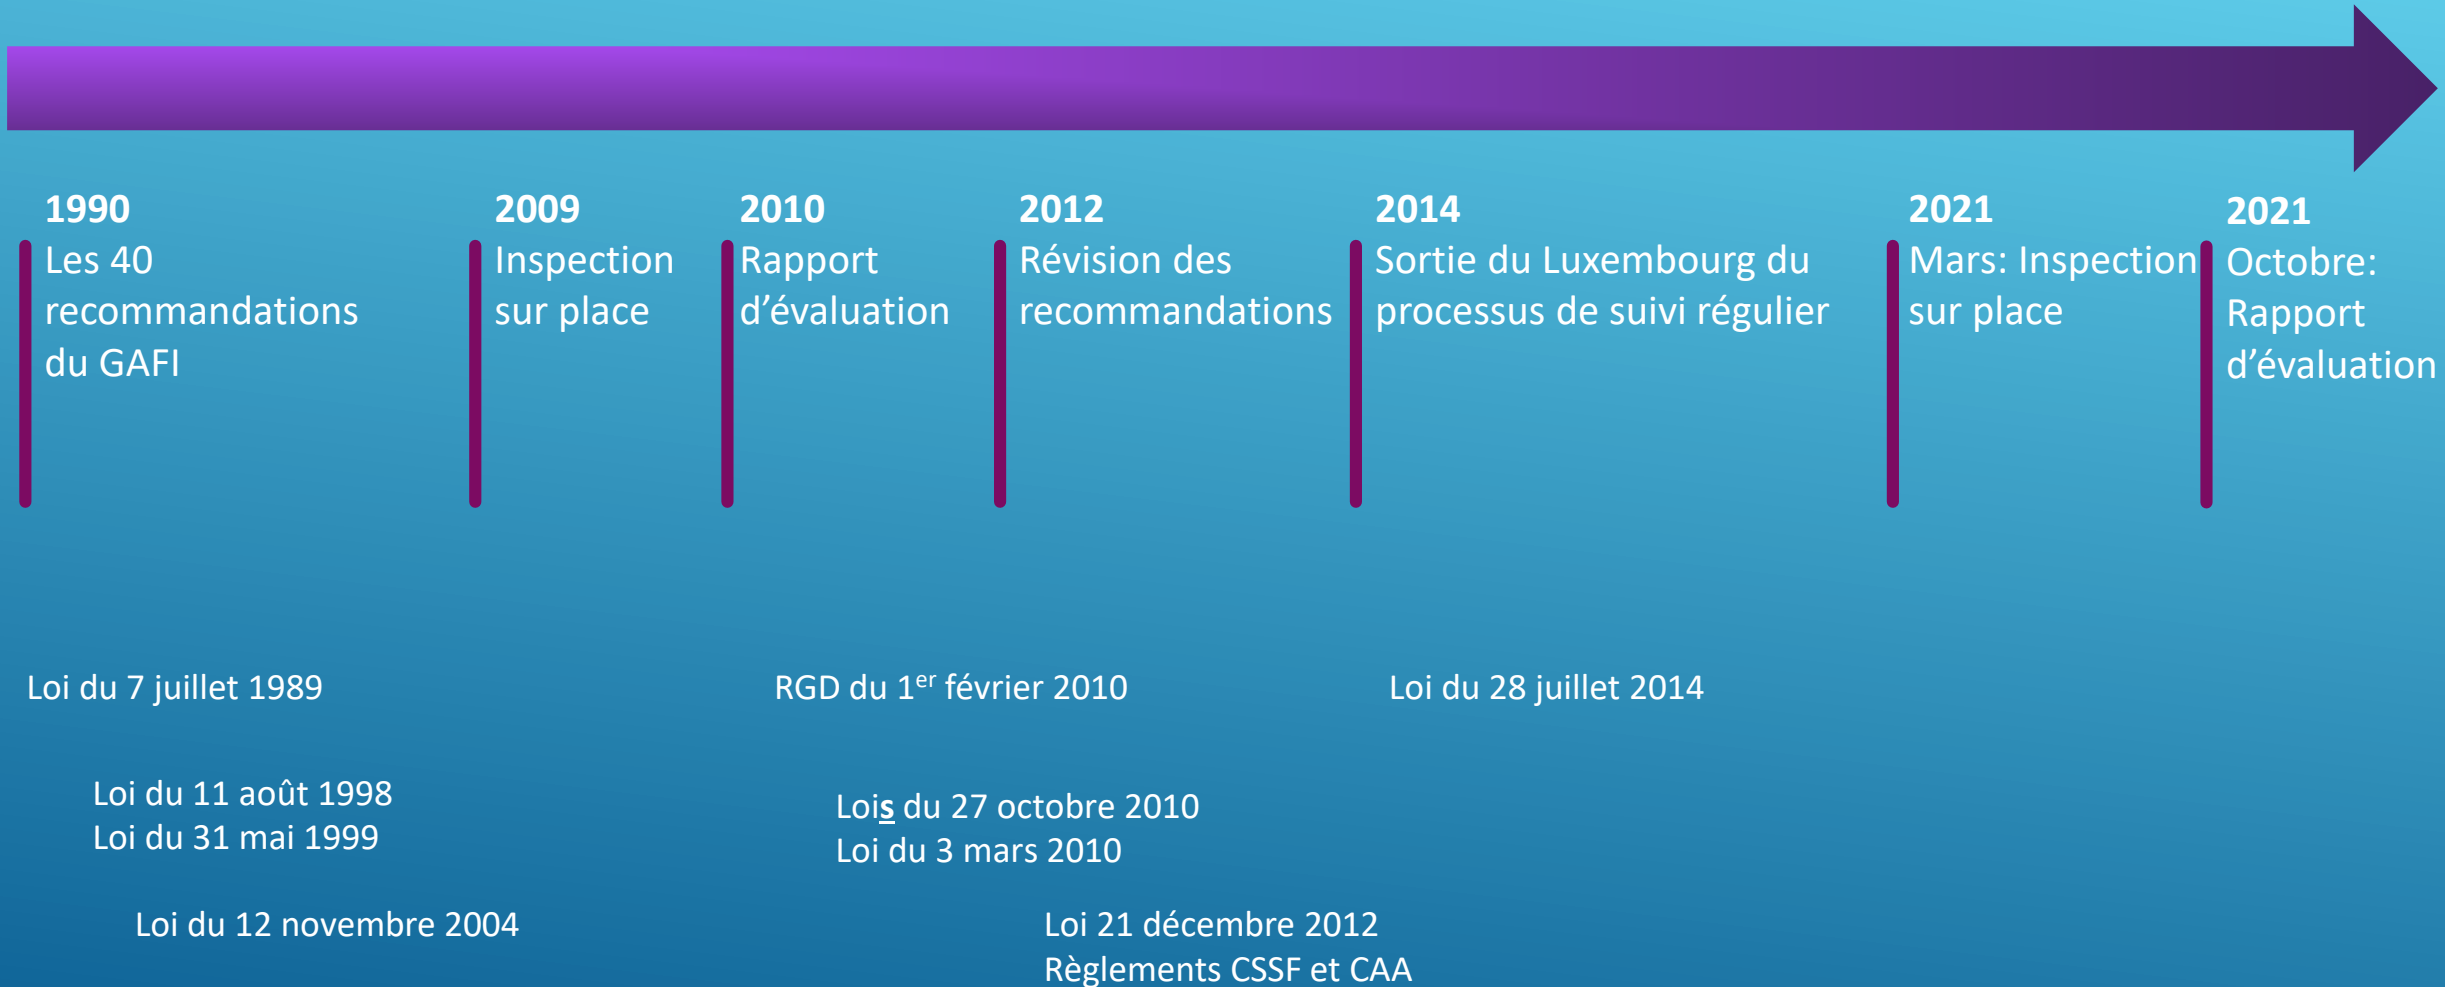 1990
Les 40
recommandations
du GAFI
2009
Inspection
sur place
2010
Rapport
d’évaluation
2012
Révision des
recommandations
2014
Sortie du Luxembourg du
processus de suivi régulier
2021
Mars: Inspection
sur place
2021
Octobre:
Rapport
d’évaluation
Loi du 7 juillet 1989
RGD du 1er février 2010
Loi du 28 juillet 2014
Loi du 11 août 1998
Loi du 31 mai 1999
Lois du 27 octobre 2010
Loi du 3 mars 2010
Loi du 12 novembre 2004
Loi 21 décembre 2012
Règlements CSSF et CAA